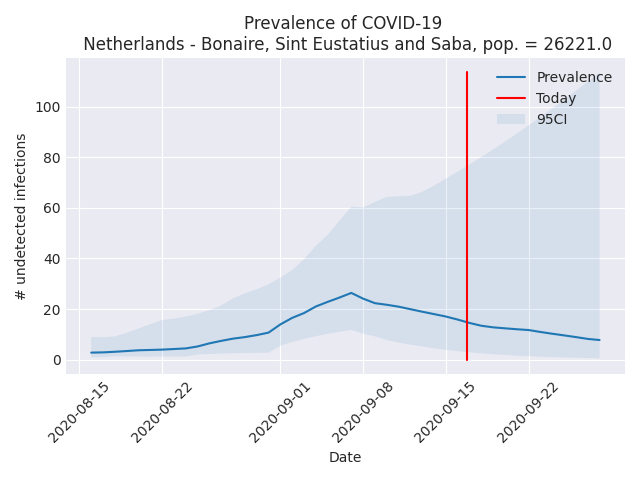 Prevalence of COVID-19
Netherlands - Bonaire, Sint Eustatius and Saba, pop. = 26221.0
Prevalence
Today
95CI
# undetected infections
100
80
60
40
20
0
2020-08-15
2020-08-22
2020-09-01
2020-09-08
2020-09-15
2020-09-22
Date